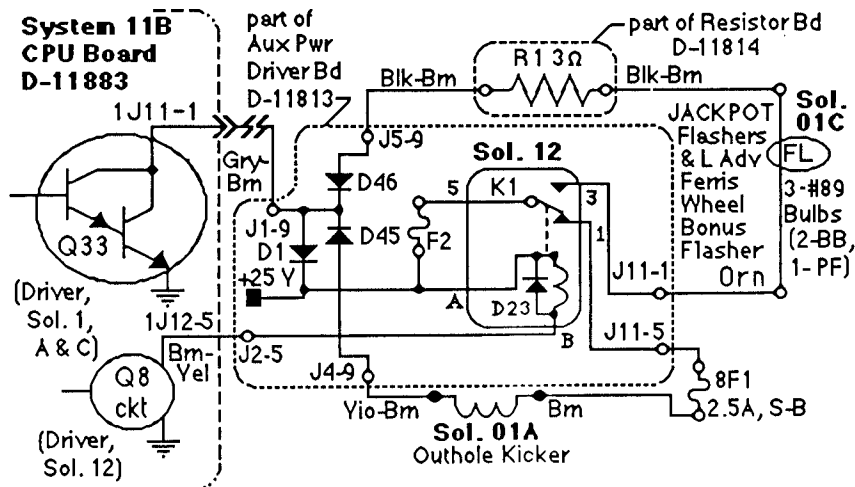 System 11B
CPU Board
D-11883
part of
Aux Pwr
Driver Bd
D-11813
part of Resistor Bd
D-11814
R1 3Ω
Blk-Brn
Blk-Brn
1J11-1
J5-9
Gry-
Brn
Sol. 12
JACKPOT
Flashers
& L Adv
Ferris
Wheel
Bonus
Flasher
Orn
Sol.
01C
FL
3-#89
Bulbs
(2-BB,
1-PF)
D46
5
K1
3
1
Q33
J1-9
D1
D45
F2
+25 Y
A
D23
B
J11-1
(Driver,
Sol. 1,
A & C)
1J12-5
Brn-
Yel
J2-5
J11-5
Q8
ckt
J4-9
8F1
2.5A, S-B
Yio-Brn
Brn
Sol. 01A
Outhole Kicker
(Driver,
Sol. 12)